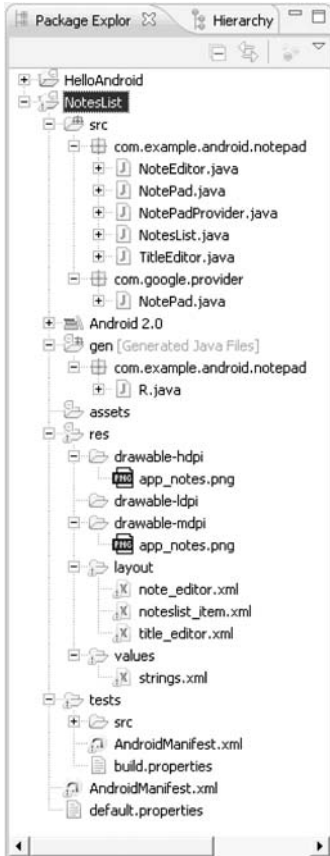 Package Explor
Hierarchy
HelloAndroid
NotesList
src
com.example.android.notepad
NoteEditor.java
NotePad.java
NotePadProvider.java
NotesList.java
TitleEditor.java
com.google.provider
NotePad.java
Android 2.0
gen [Generated Java Files]
com.example.android.notepad
R.java
assets
res
drawable-hdpi
app_notes.png
drawable-ldpi
drawable-mdpi
app_notes.png
layout
note_editor.xml
noteslist_item.xml
title_editor.xml
values
strings.xml
tests
src
AndroidManifest.xml
build.properties
AndroidManifest.xml
default.properties